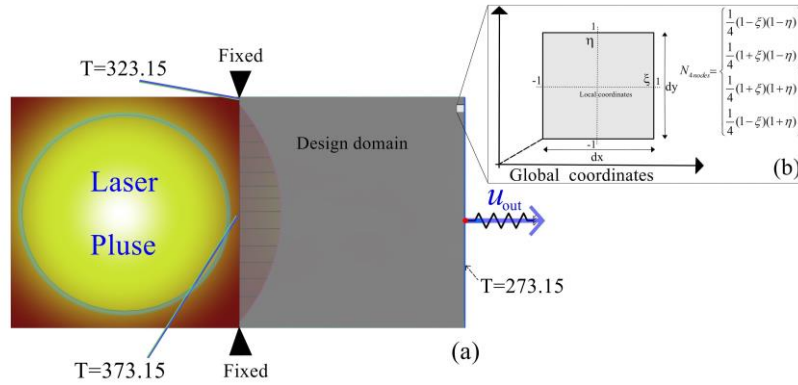 Fixed
T=323.15
Design domain
Laser
Pluse
u_out
T=273.15
T=373.15
Fixed
(a)
1
η
-1
ξ
1
Local coordinates
dy
-1
dx
Global coordinates
N_4nodes = { 1/4 (1−ξ)(1−η)
1/4 (1+ξ)(1−η)
1/4 (1+ξ)(1+η)
1/4 (1−ξ)(1+η)
(b)